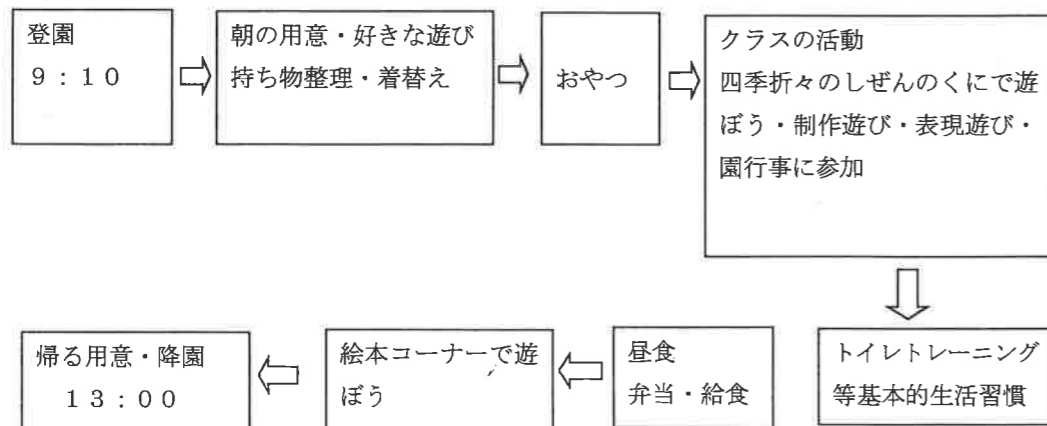 登園
９：１０
朝の用意・好きな遊び
持ち物整理・着替え
おやつ
クラスの活動
四季折々のしぜんのくにで遊
ぼう・制作遊び・表現遊び・
園行事に参加
トイレトレーニング
等基本的生活習慣
昼食
弁当・給食
絵本コーナーで遊
ぼう
帰る用意・降園
１３：００